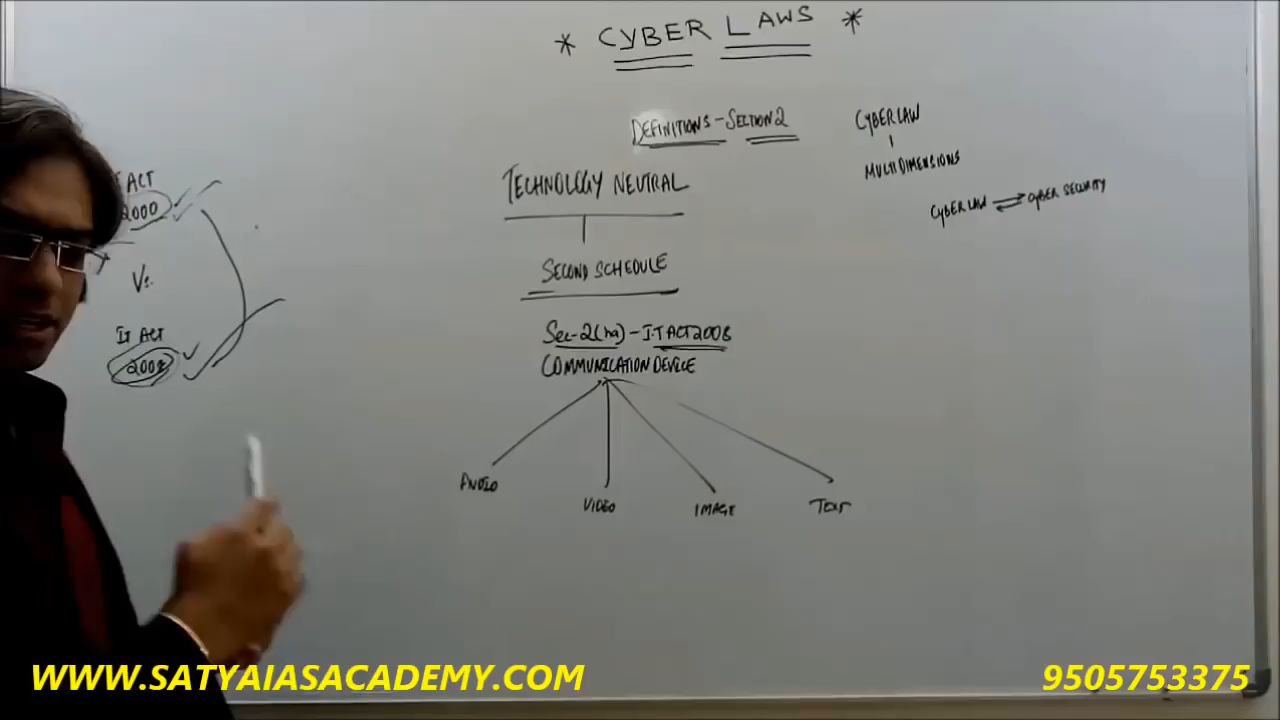 * CYBER LAWS *
DEFINITIONS - SECTION 2
CYBER LAW
MULTI DIMENSIONS
CYBER LAW ⇌ CYBER SECURITY
TECHNOLOGY NEUTRAL
SECOND SCHEDULE
Sec-2(ha) - I.T ACT 2008
COMMUNICATION DEVICE
AUDIO
VIDEO
IMAGE
TEXT
ACT
2000
Vs.
IT ACT
2008
WWW.SATYAIASACADEMY.COM
9505753375